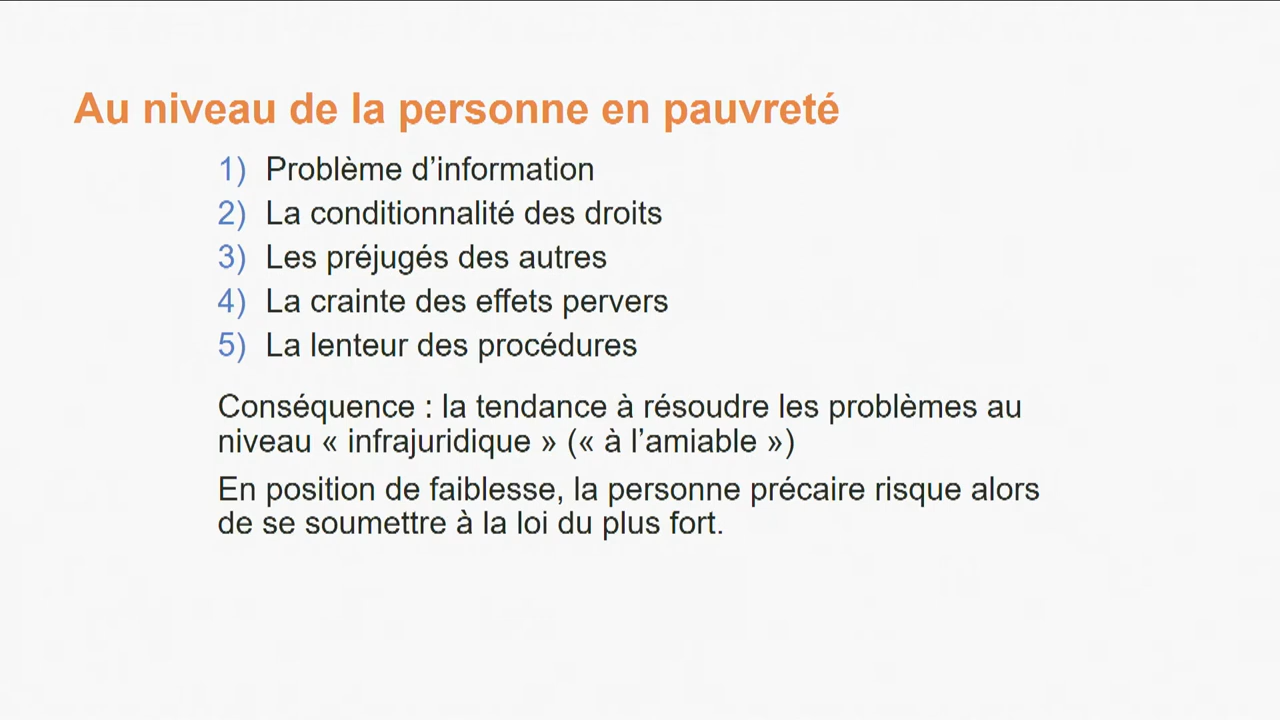 Au niveau de la personne en pauvreté
1) Problème d’information
2) La conditionnalité des droits
3) Les préjugés des autres
4) La crainte des effets pervers
5) La lenteur des procédures
Conséquence : la tendance à résoudre les problèmes au
niveau « infrajuridique » (« à l’amiable »)
En position de faiblesse, la personne précaire risque alors
de se soumettre à la loi du plus fort.